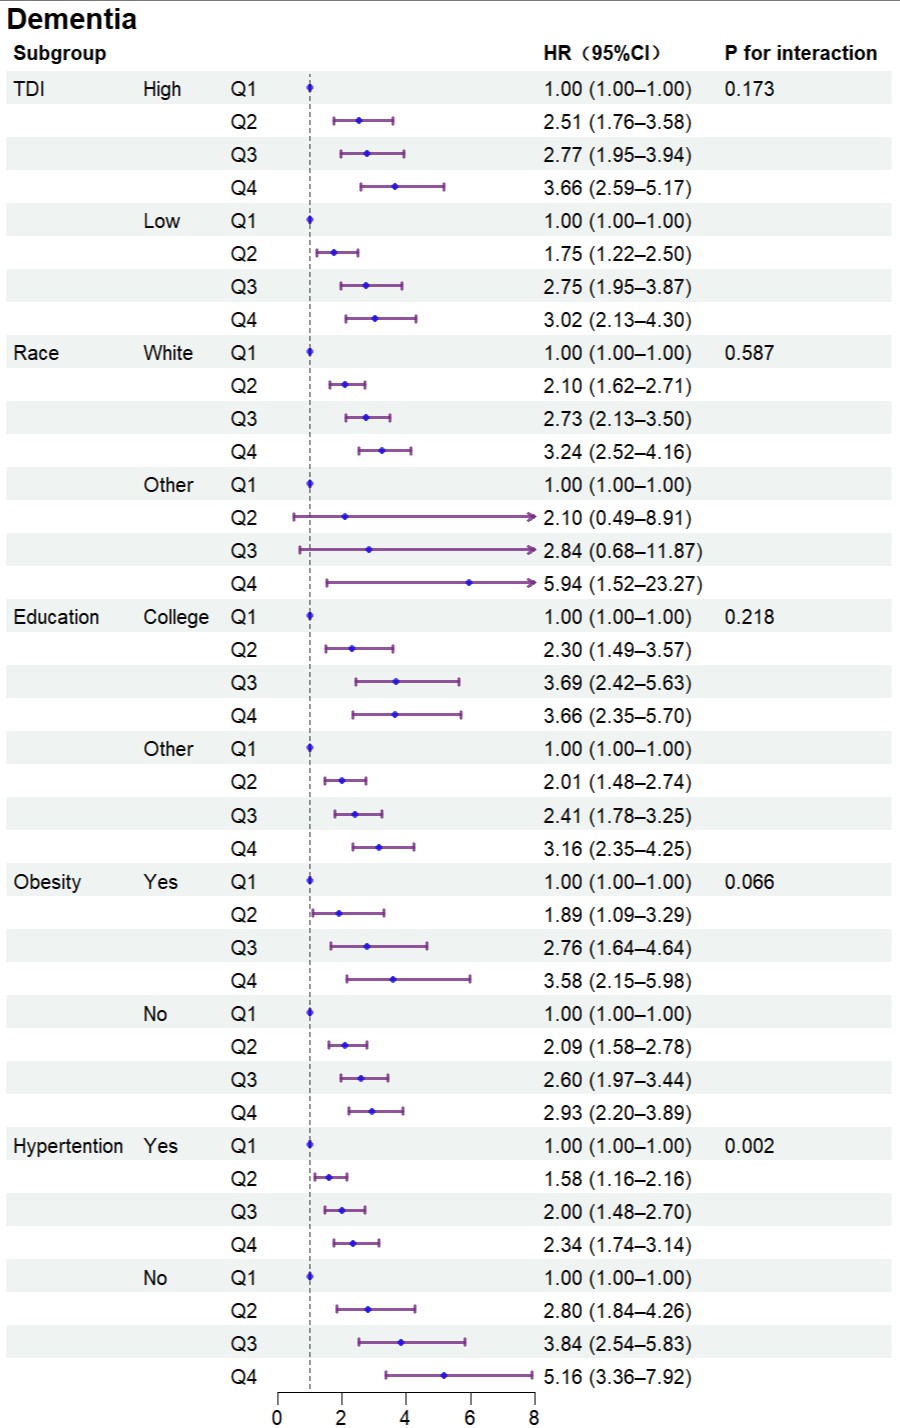 Dementia
Subgroup HR（95%CI） P for interaction
TDI High Q1 1.00 (1.00–1.00) 0.173
Q2 2.51 (1.76–3.58)
Q3 2.77 (1.95–3.94)
Q4 3.66 (2.59–5.17)
Low Q1 1.00 (1.00–1.00)
Q2 1.75 (1.22–2.50)
Q3 2.75 (1.95–3.87)
Q4 3.02 (2.13–4.30)
Race White Q1 1.00 (1.00–1.00) 0.587
Q2 2.10 (1.62–2.71)
Q3 2.73 (2.13–3.50)
Q4 3.24 (2.52–4.16)
Other Q1 1.00 (1.00–1.00)
Q2 2.10 (0.49–8.91)
Q3 2.84 (0.68–11.87)
Q4 5.94 (1.52–23.27)
Education College Q1 1.00 (1.00–1.00) 0.218
Q2 2.30 (1.49–3.57)
Q3 3.69 (2.42–5.63)
Q4 3.66 (2.35–5.70)
Other Q1 1.00 (1.00–1.00)
Q2 2.01 (1.48–2.74)
Q3 2.41 (1.78–3.25)
Q4 3.16 (2.35–4.25)
Obesity Yes Q1 1.00 (1.00–1.00) 0.066
Q2 1.89 (1.09–3.29)
Q3 2.76 (1.64–4.64)
Q4 3.58 (2.15–5.98)
No Q1 1.00 (1.00–1.00)
Q2 2.09 (1.58–2.78)
Q3 2.60 (1.97–3.44)
Q4 2.93 (2.20–3.89)
Hypertention Yes Q1 1.00 (1.00–1.00) 0.002
Q2 1.58 (1.16–2.16)
Q3 2.00 (1.48–2.70)
Q4 2.34 (1.74–3.14)
No Q1 1.00 (1.00–1.00)
Q2 2.80 (1.84–4.26)
Q3 3.84 (2.54–5.83)
Q4 5.16 (3.36–7.92)
0 2 4 6 8